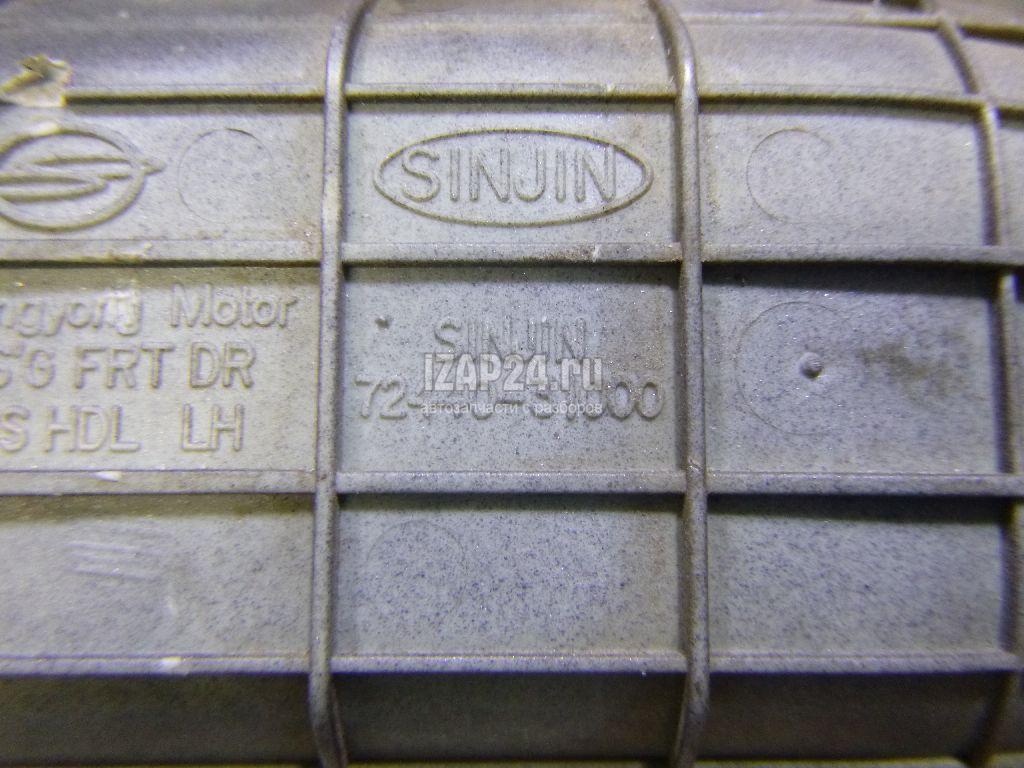 SINJIN
Motor
FRT DR
HDL LH
SINJIN
IZAP24.ru
автозапчасти с разборов